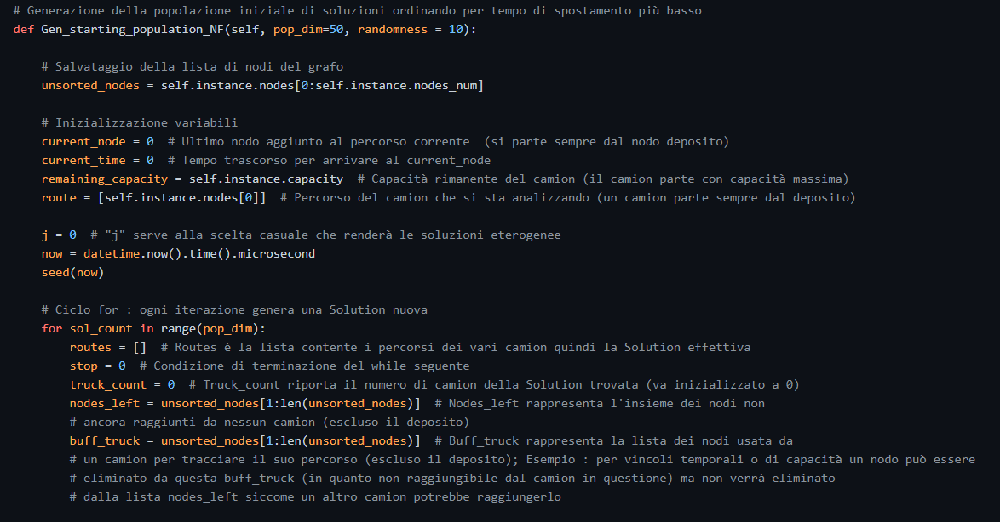 # Generazione della popolazione iniziale di soluzioni ordinando per tempo di spostamento più basso
def Gen_starting_population_NF(self, pop_dim=50, randomness = 10):
# Salvataggio della lista di nodi del grafo
unsorted_nodes = self.instance.nodes[0:self.instance.nodes_num]
# Inizializzazione variabili
current_node = 0  # Ultimo nodo aggiunto al percorso corrente  (si parte sempre dal nodo deposito)
current_time = 0  # Tempo trascorso per arrivare al current_node
remaining_capacity = self.instance.capacity  # Capacità rimanente del camion (il camion parte con capacità massima)
route = [self.instance.nodes[0]]  # Percorso del camion che si sta analizzando (un camion parte sempre dal deposito)
j = 0  # "j" serve alla scelta casuale che renderà le soluzioni eterogenee
now = datetime.now().time().microsecond
seed(now)
# Ciclo for : ogni iterazione genera una Solution nuova
for sol_count in range(pop_dim):
routes = []  # Routes è la lista contente i percorsi dei vari camion quindi la Solution effettiva
stop = 0  # Condizione di terminazione del while seguente
truck_count = 0  # Truck_count riporta il numero di camion della Solution trovata (va inizializzato a 0)
nodes_left = unsorted_nodes[1:len(unsorted_nodes)]  # Nodes_left rappresenta l'insieme dei nodi non
# ancora raggiunti da nessun camion (escluso il deposito)
buff_truck = unsorted_nodes[1:len(unsorted_nodes)]  # Buff_truck rappresenta la lista dei nodi usata da
# un camion per tracciare il suo percorso (escluso il deposito); Esempio : per vincoli temporali o di capacità un nodo può essere
# eliminato da questa buff_truck (in quanto non raggiungibile dal camion in questione) ma non verrà eliminato
# dalla lista nodes_left siccome un altro camion potrebbe raggiungerlo